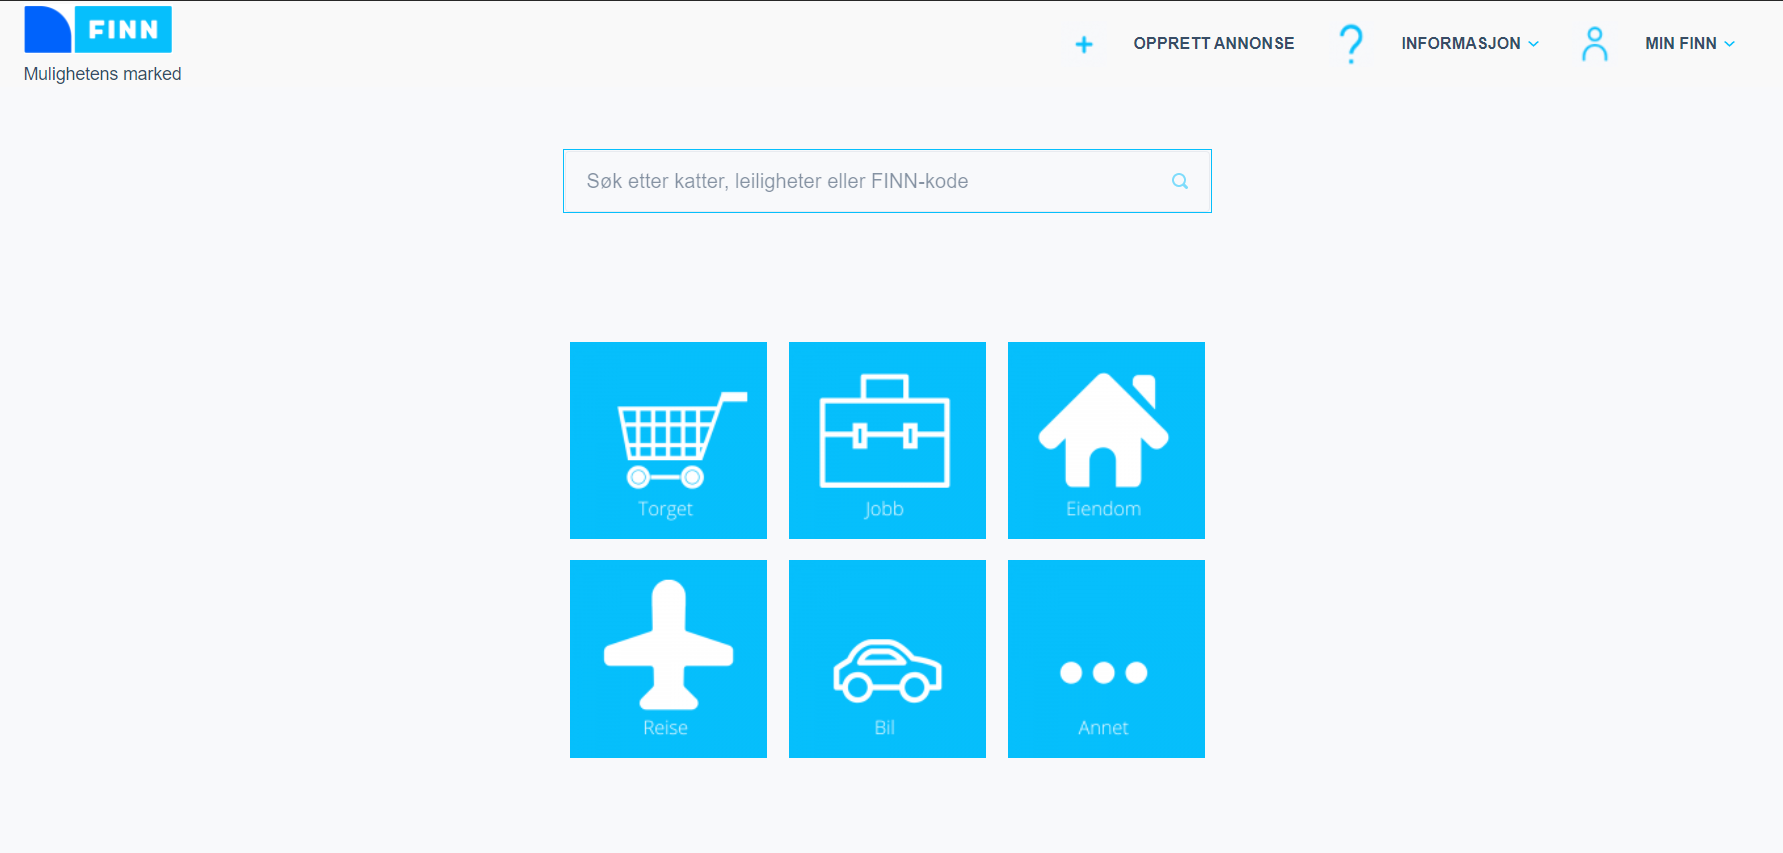 FINN
Mulighetens marked
OPPRETT ANNONSE
INFORMASJON
MIN FINN
Søk etter katter, leiligheter eller FINN-kode
Torget
Jobb
Eiendom
Reise
Bil
Annet